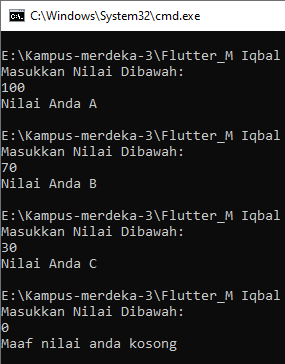 C:\Windows\System32\cmd.exe
E:\Kampus-merdeka-3\Flutter_M Iqbal
Masukkan Nilai Dibawah:
100
Nilai Anda A
E:\Kampus-merdeka-3\Flutter_M Iqbal
Masukkan Nilai Dibawah:
70
Nilai Anda B
E:\Kampus-merdeka-3\Flutter_M Iqbal
Masukkan Nilai Dibawah:
30
Nilai Anda C
E:\Kampus-merdeka-3\Flutter_M Iqbal
Masukkan Nilai Dibawah:
0
Maaf nilai anda kosong